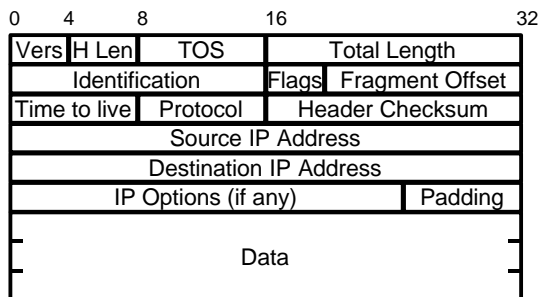 0 4 8 16 32
Vers H Len TOS Total Length
Identification Flags Fragment Offset
Time to live Protocol Header Checksum
Source IP Address
Destination IP Address
IP Options (if any) Padding
Data